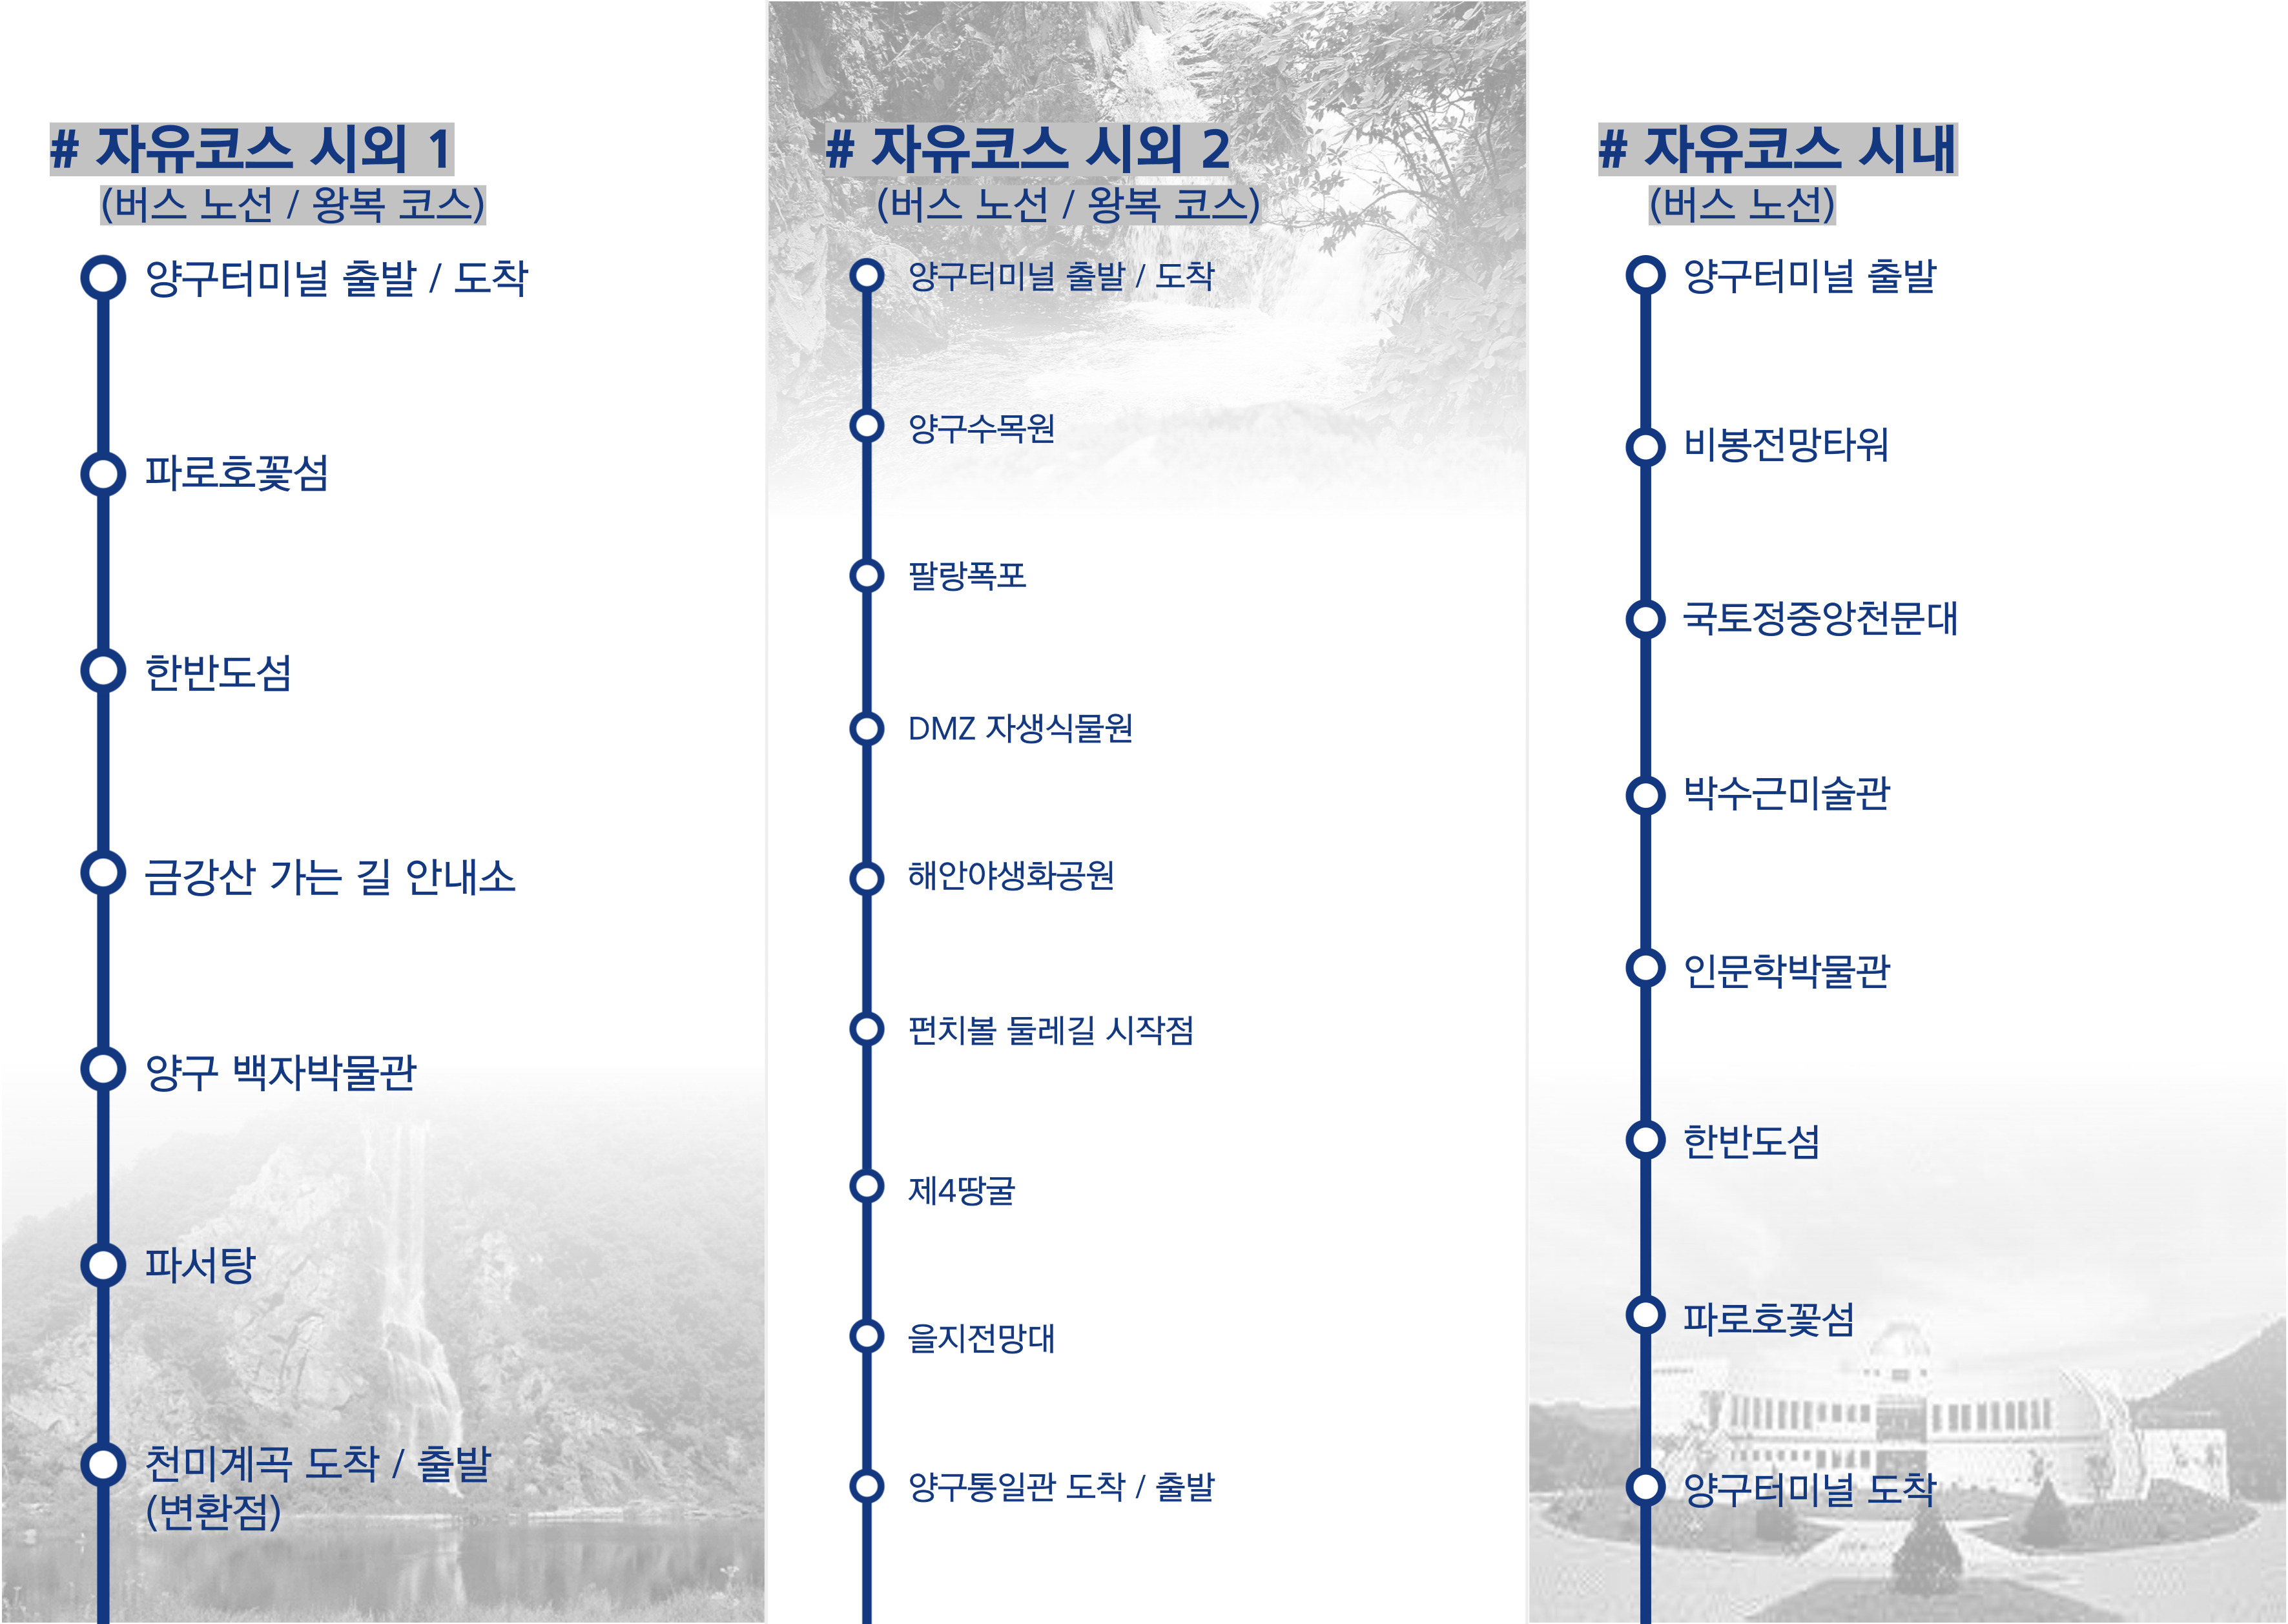 # 자유코스 시외 1
(버스 노선 / 왕복 코스)
양구터미널 출발 / 도착
파로호꽃섬
한반도섬
금강산 가는 길 안내소
양구 백자박물관
파서탕
천미계곡 도착 / 출발
(변환점)
# 자유코스 시외 2
(버스 노선 / 왕복 코스)
양구터미널 출발 / 도착
양구수목원
팔랑폭포
DMZ 자생식물원
해안야생화공원
펀치볼 둘레길 시작점
제4땅굴
을지전망대
양구통일관 도착 / 출발
# 자유코스 시내
(버스 노선)
양구터미널 출발
비봉전망타워
국토정중앙천문대
박수근미술관
인문학박물관
한반도섬
파로호꽃섬
양구터미널 도착